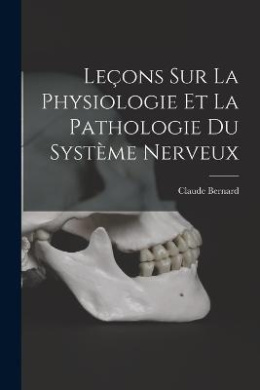 Leçons Sur La
Physiologie Et La
Pathologie Du
Système Nerveux
Claude Bernard